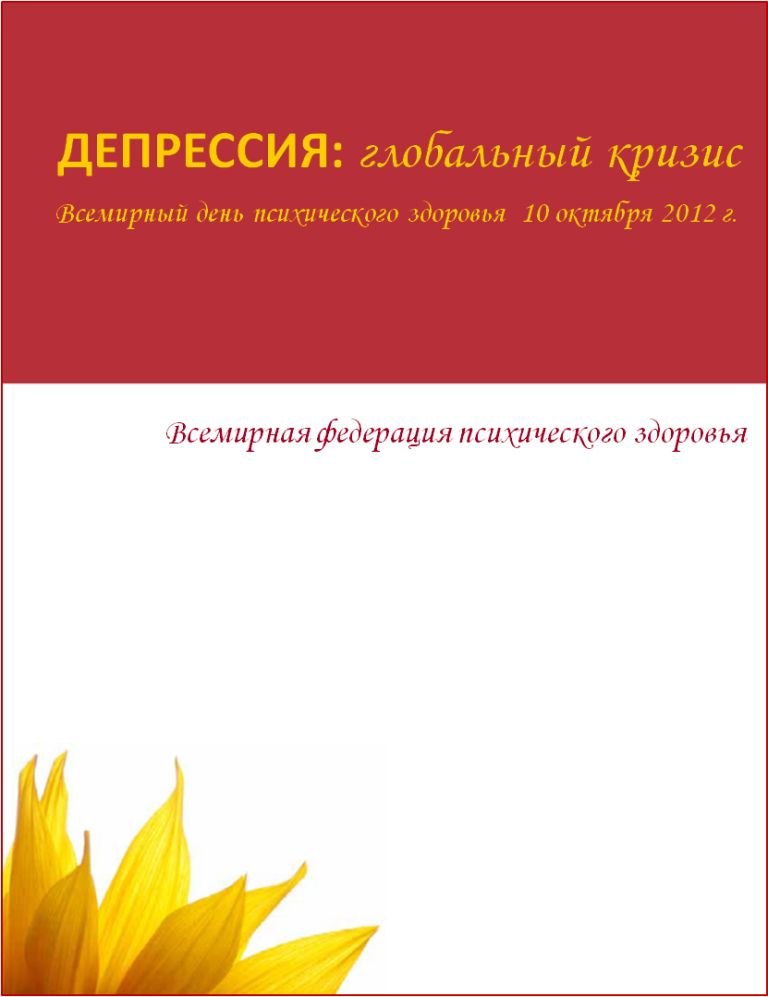 ДЕПРЕССИЯ: глобальный кризис
Всемирный день психического здоровья 10 октября 2012 г.
Всемирная федерация психического здоровья